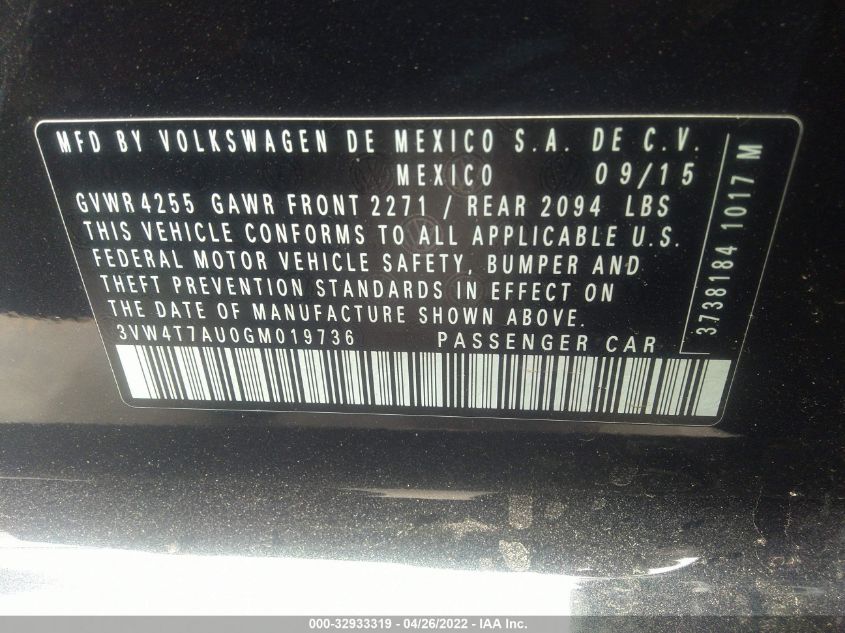 MFD BY VOLKSWAGEN DE MEXICO S.A. DE C.V.
MEXICO 09/15
GVWR 4255 GAWR FRONT 2271 / REAR 2094 LBS
THIS VEHICLE CONFORMS TO ALL APPLICABLE U.S.
FEDERAL MOTOR VEHICLE SAFETY, BUMPER AND
THEFT PREVENTION STANDARDS IN EFFECT ON
THE DATE OF MANUFACTURE SHOWN ABOVE.
3VW4T7AU0GM019736 PASSENGER CAR
3738184 1017 M
000-32933319 - 04/26/2022 - IAA Inc.